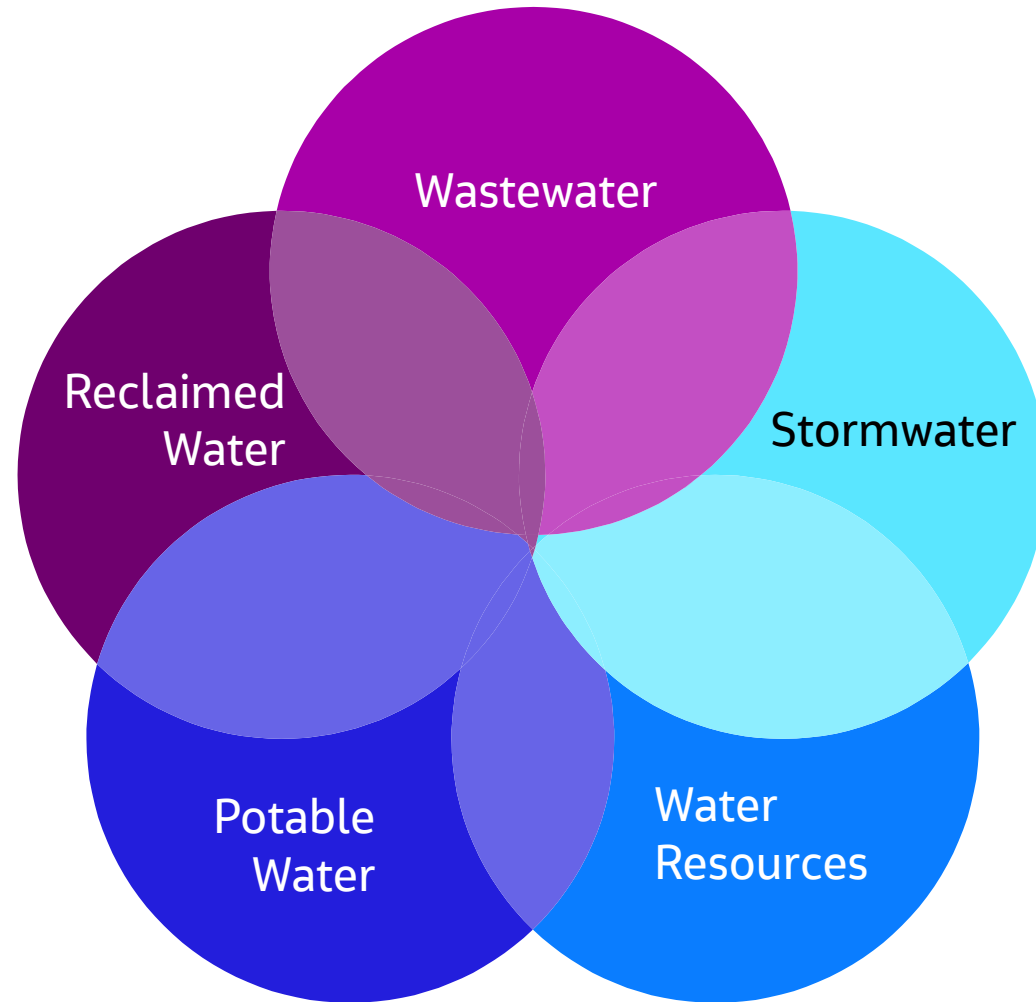 Wastewater
Reclaimed
Water
Stormwater
Potable
Water
Water
Resources